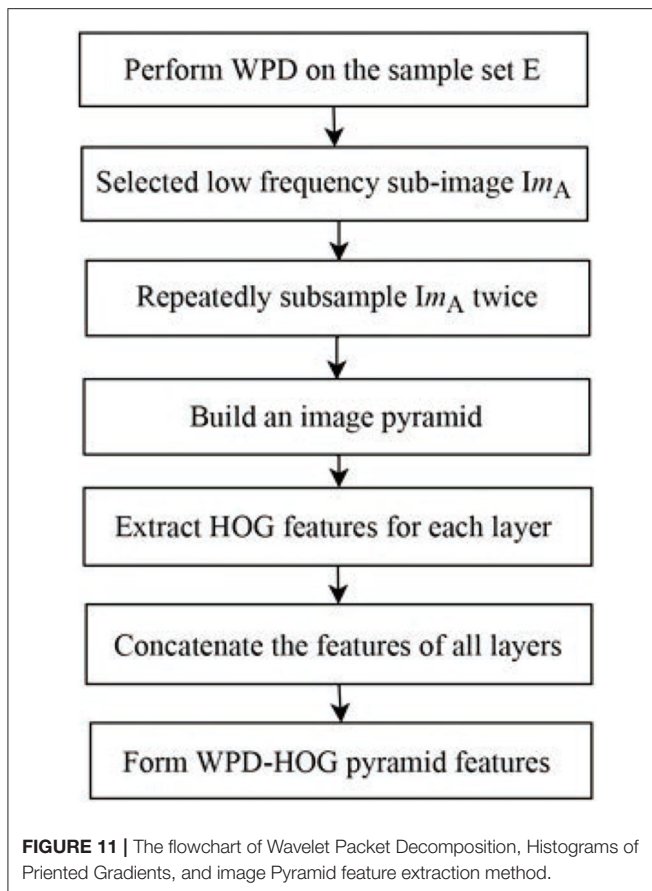 Perform WPD on the sample set E
Selected low frequency sub-image ImA
Repeatedly subsample ImA twice
Build an image pyramid
Extract HOG features for each layer
Concatenate the features of all layers
Form WPD-HOG pyramid features
FIGURE 11 | The flowchart of Wavelet Packet Decomposition, Histograms of
Priented Gradients, and image Pyramid feature extraction method.